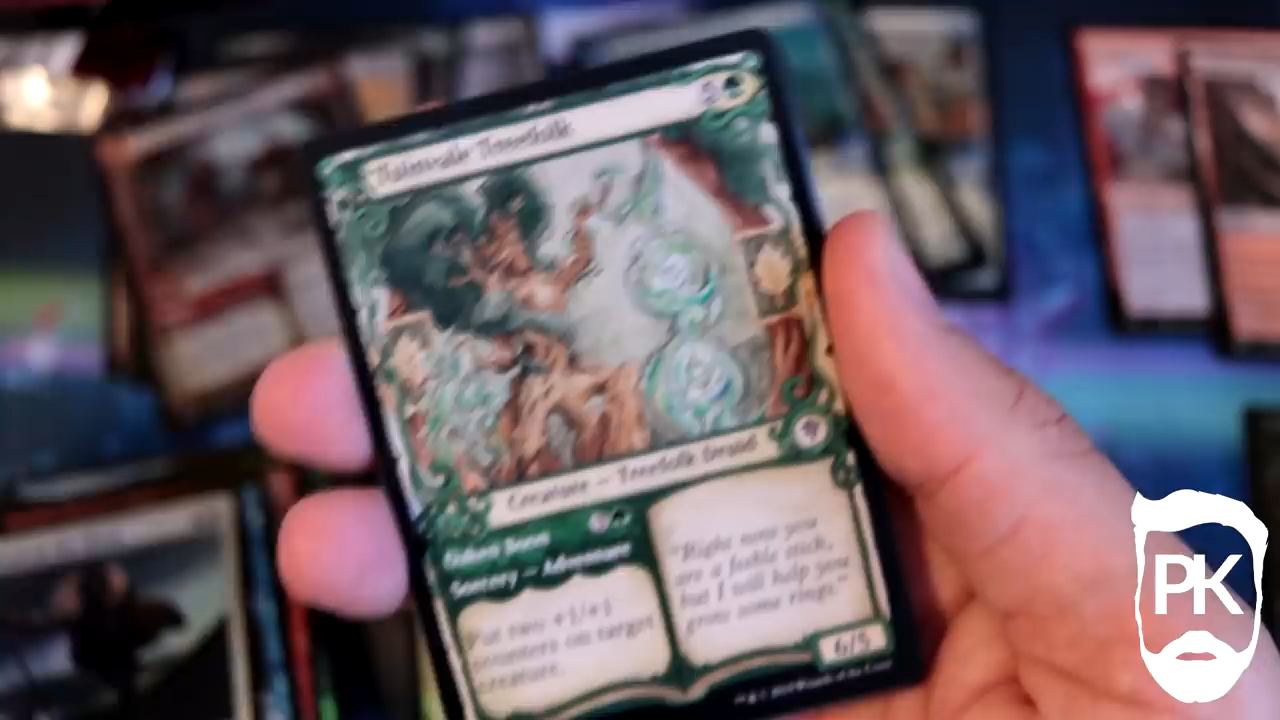 Tuinvale Treefolk
5
Creature — Treefolk Druid
Oaken Boon
Sorcery — Adventure
Put two +1/+1
counters on target
creature.
"Right now you
are a feeble stick,
but I will help you
grow some rings."
6/5
PK